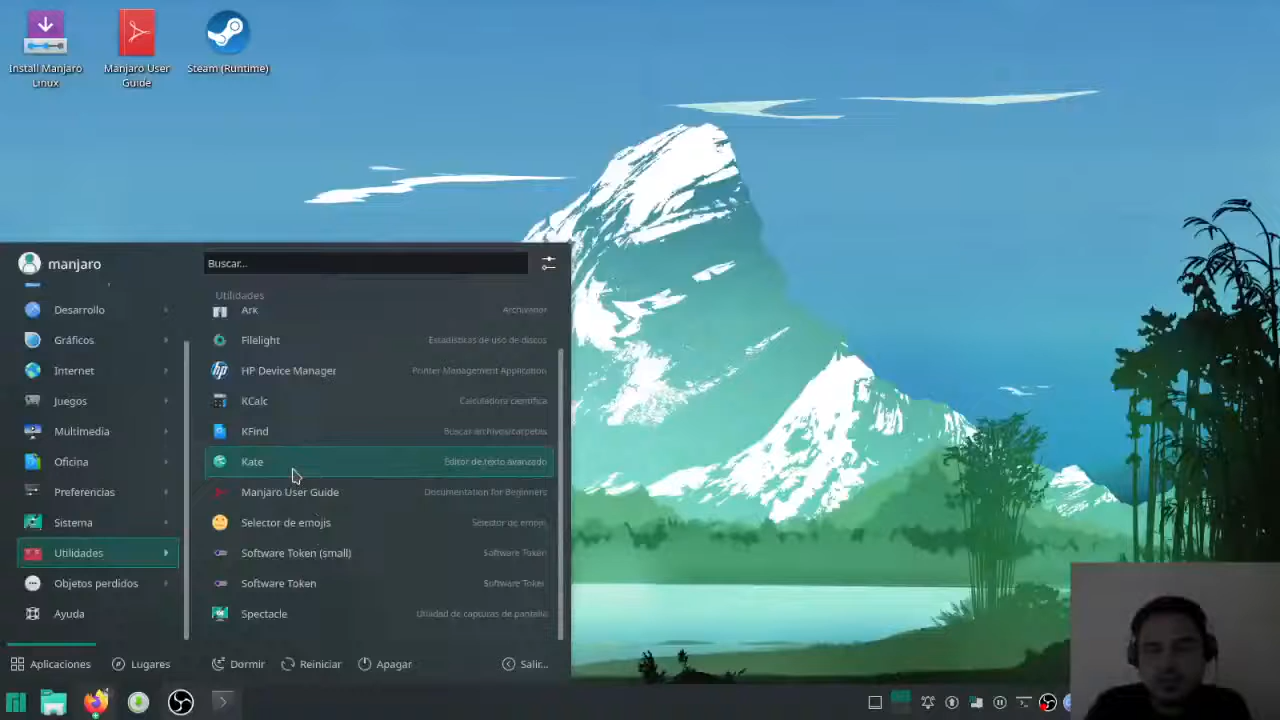 Install Manjaro
Linux
Manjaro User
Guide
Steam (Runtime)
manjaro
Buscar...
Desarrollo
Gráficos
Internet
Juegos
Multimedia
Oficina
Preferencias
Sistema
Utilidades
Objetos perdidos
Ayuda
Utilidades
Ark Archivador
Filelight Estadísticas de uso de discos
HP Device Manager Printer Management Application
KCalc Calculadora científica
KFind Buscar archivos/carpetas
Kate Editor de texto avanzado
Manjaro User Guide Documentation for Beginners
Selector de emojis Selector de emojis
Software Token (small) Software Token
Software Token Software Token
Spectacle Utilidad de capturas de pantalla
Aplicaciones
Lugares
Dormir
Reiniciar
Apagar
Salir...